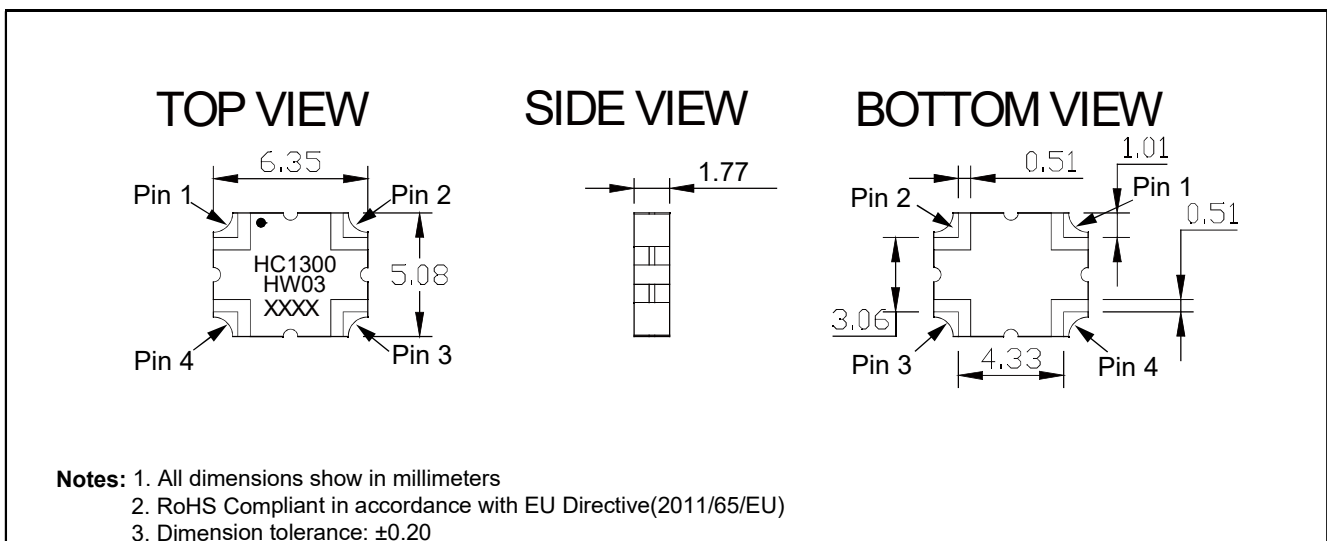 TOP VIEW
6.35
Pin 1
Pin 2
HC1300
HW03
XXXX
5.08
Pin 4
Pin 3
SIDE VIEW
1.77
BOTTOM VIEW
0.51
1.01
Pin 2
Pin 1
0.51
3.06
Pin 3
4.33
Pin 4
Notes: 1. All dimensions show in millimeters
2. RoHS Compliant in accordance with EU Directive(2011/65/EU)
3. Dimension tolerance: ±0.20